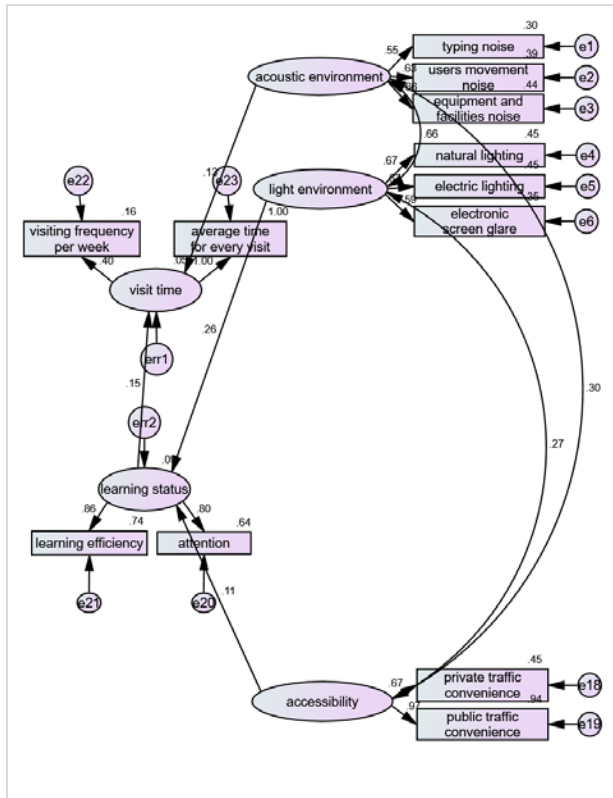 .30
.55
typing noise
e1
.39
acoustic environment
users movement
noise
e2
.44
equipment and
facilities noise
e3
.66
.45
natural lighting
e4
.67
.13
e22
e23
light environment
.45
electric lighting
e5
.35
.59
electronic
screen glare
e6
1.00
.16
visiting frequency
per week
average time
for every visit
.40
1.00
visit time
.26
err1
.15
.30
err2
.27
learning status
.86
.74
.80
.64
learning efficiency
attention
e21
e20
.11
.45
.67
private traffic
convenience
e18
accessibility
.94
.97
public traffic
convenience
e19